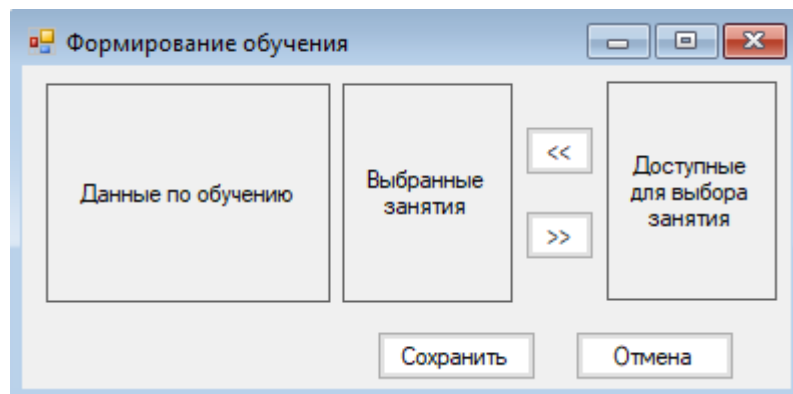 Формирование обучения
Данные по обучению
Выбранные
занятия
<<
>>
Доступные
для выбора
занятия
Сохранить
Отмена